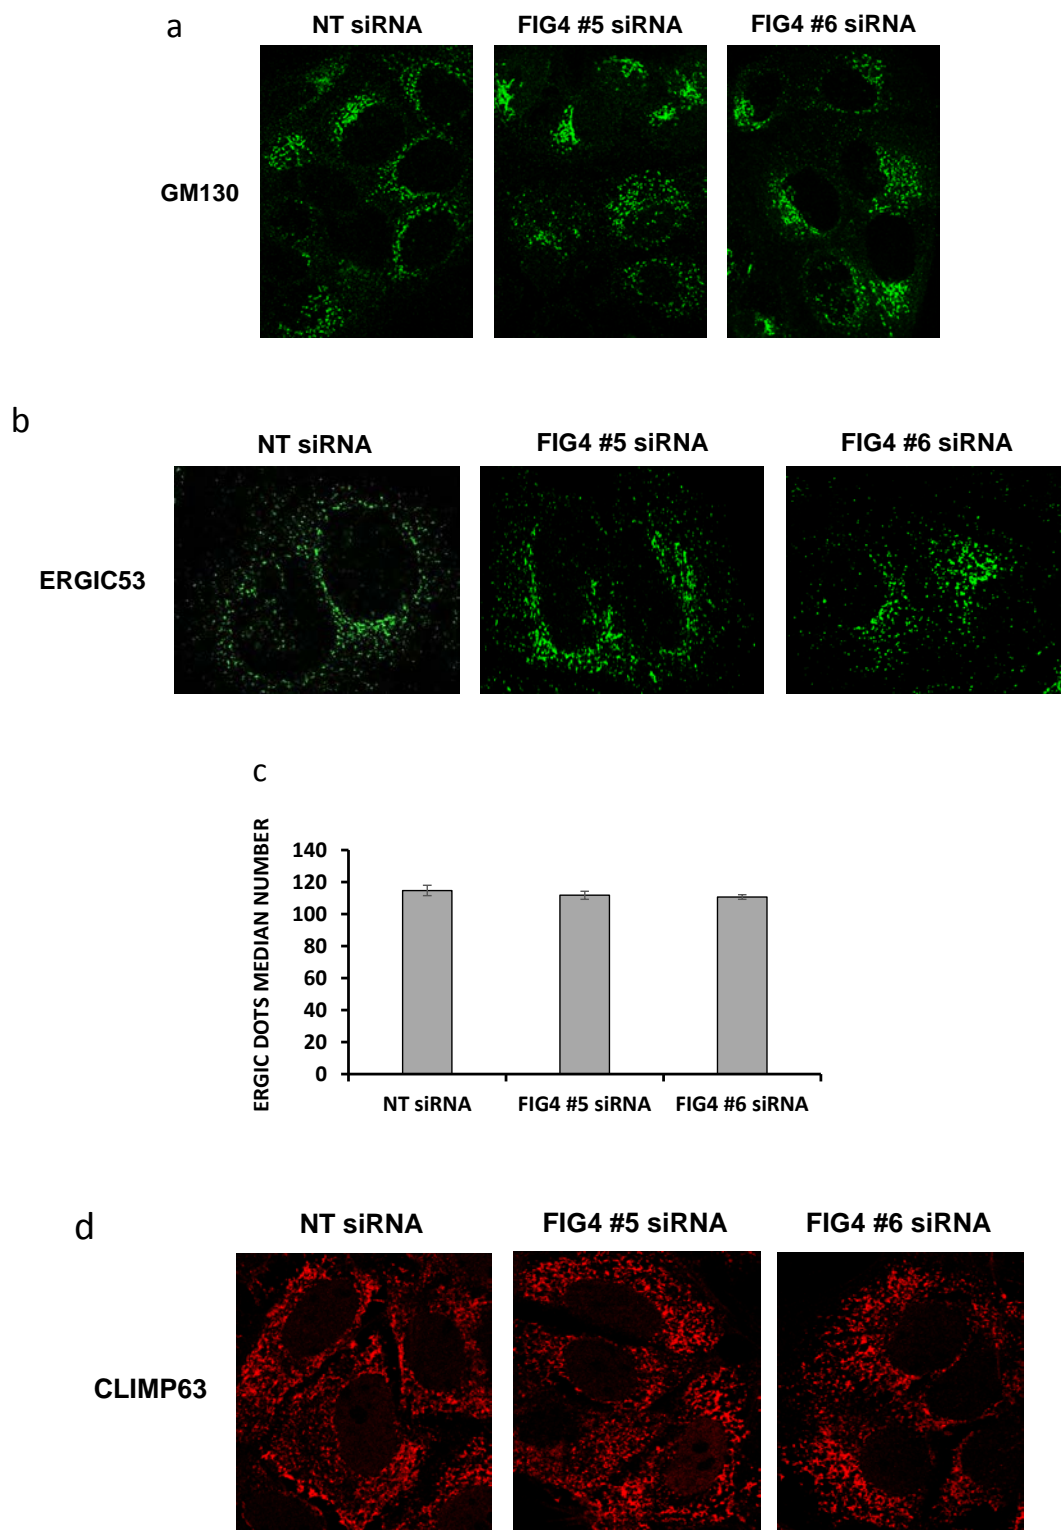 a
NT siRNA FIG4 #5 siRNA FIG4 #6 siRNA
GM130
b
NT siRNA FIG4 #5 siRNA FIG4 #6 siRNA
ERGIC53
c
ERGIC DOTS MEDIAN NUMBER
140
120
100
80
60
40
20
0
NT siRNA FIG4 #5 siRNA FIG4 #6 siRNA
d
NT siRNA FIG4 #5 siRNA FIG4 #6 siRNA
CLIMP63